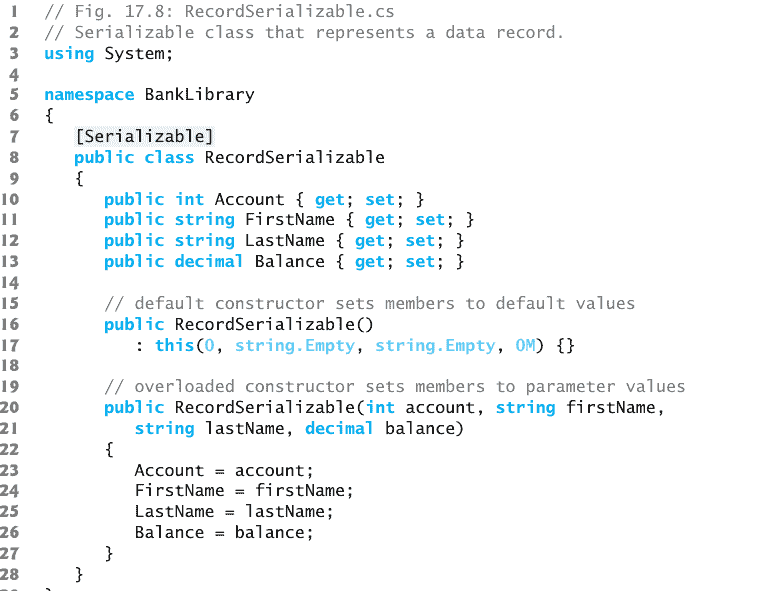 1 // Fig. 17.8: RecordSerializable.cs
2 // Serializable class that represents a data record.
3 using System;
4
5 namespace BankLibrary
6 {
7 [Serializable]
8 public class RecordSerializable
9 {
10 public int Account { get; set; }
11 public string FirstName { get; set; }
12 public string LastName { get; set; }
13 public decimal Balance { get; set; }
14
15 // default constructor sets members to default values
16 public RecordSerializable()
17 : this(0, string.Empty, string.Empty, 0M) {}
18
19 // overloaded constructor sets members to parameter values
20 public RecordSerializable(int account, string firstName,
21 string lastName, decimal balance)
22 {
23 Account = account;
24 FirstName = firstName;
25 LastName = lastName;
26 Balance = balance;
27 }
28 }